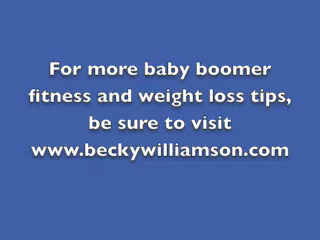 For more baby boomer
fitness and weight loss tips,
be sure to visit
www.beckywilliamson.com